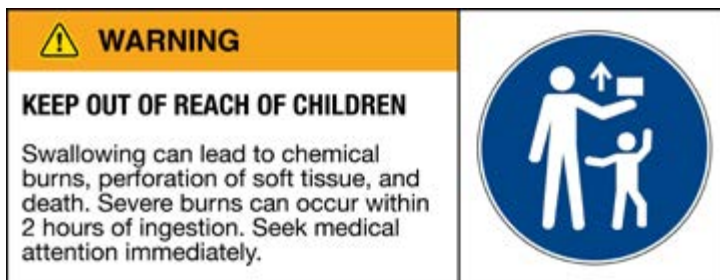 WARNING
KEEP OUT OF REACH OF CHILDREN
Swallowing can lead to chemical
burns, perforation of soft tissue, and
death. Severe burns can occur within
2 hours of ingestion. Seek medical
attention immediately.